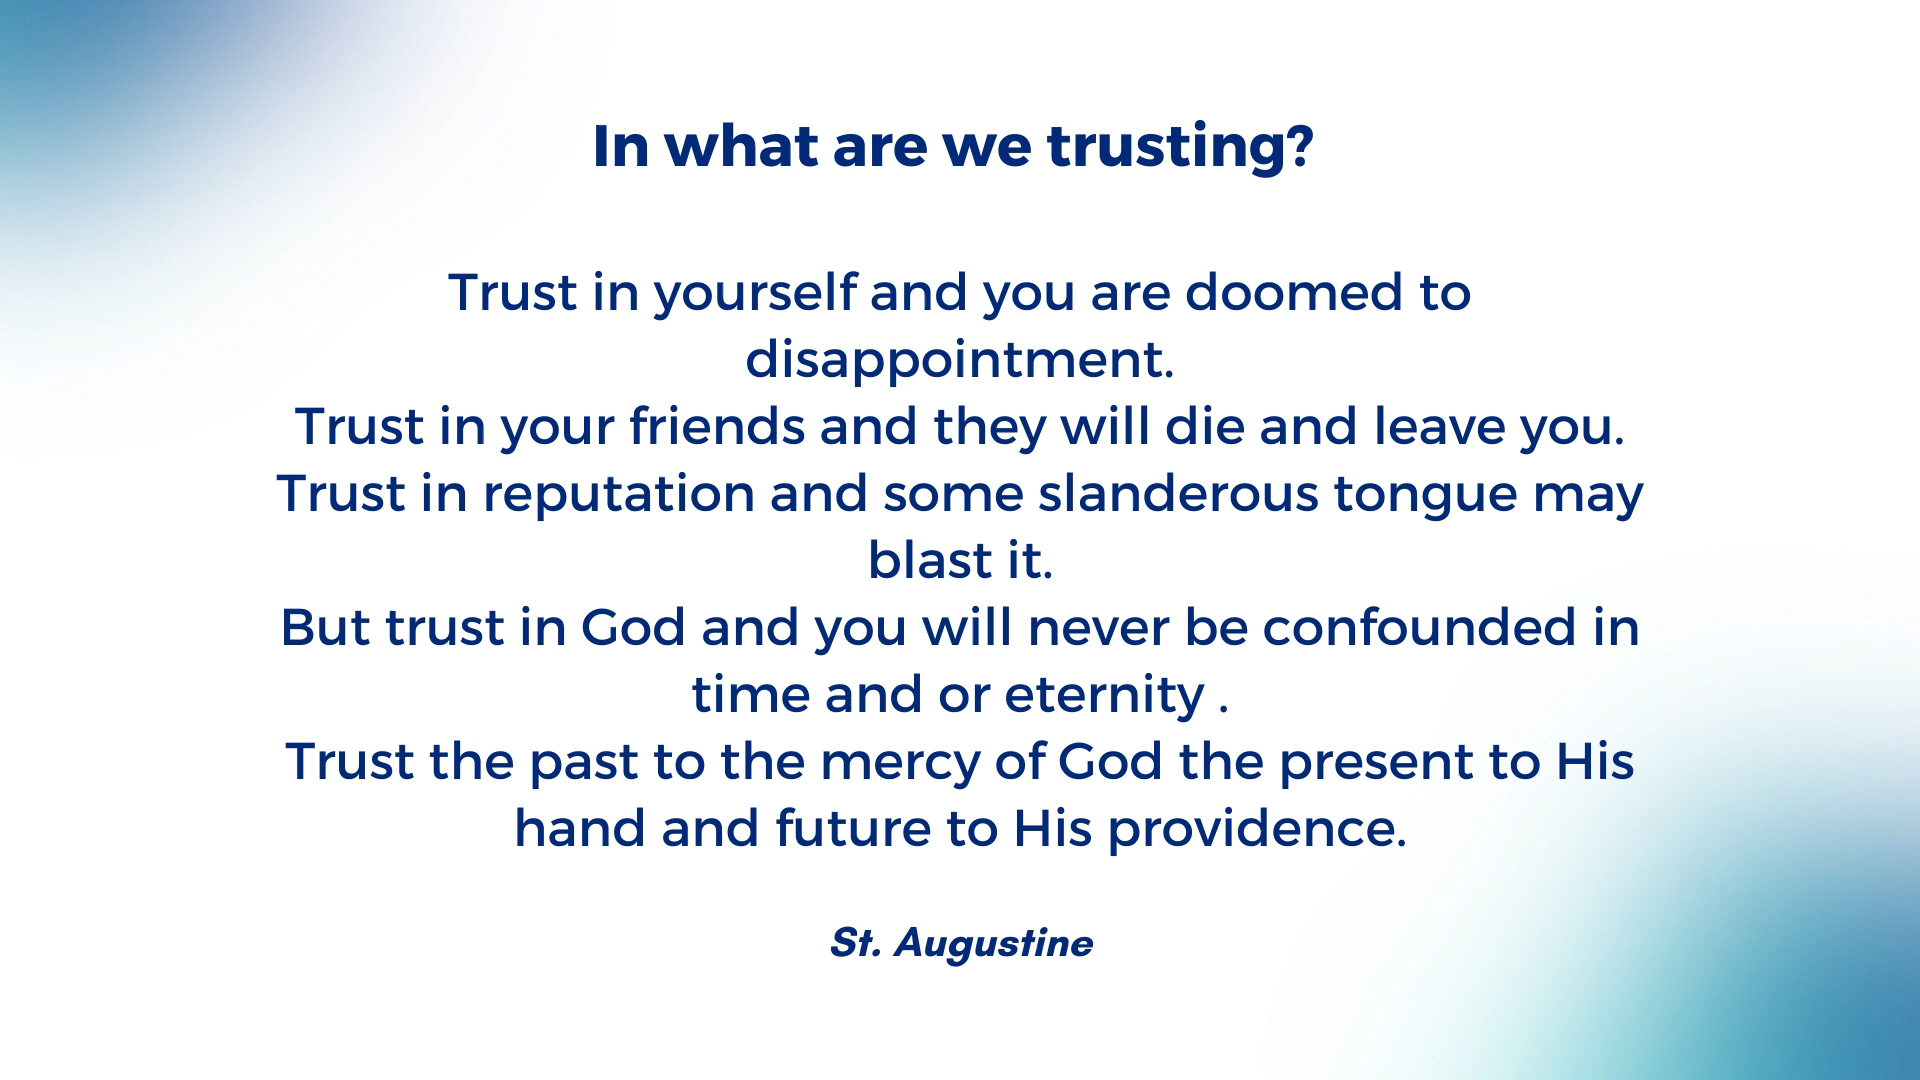 In what are we trusting?
Trust in yourself and you are doomed to
disappointment.
Trust in your friends and they will die and leave you.
Trust in reputation and some slanderous tongue may
blast it.
But trust in God and you will never be confounded in
time and or eternity .
Trust the past to the mercy of God the present to His
hand and future to His providence.
St. Augustine